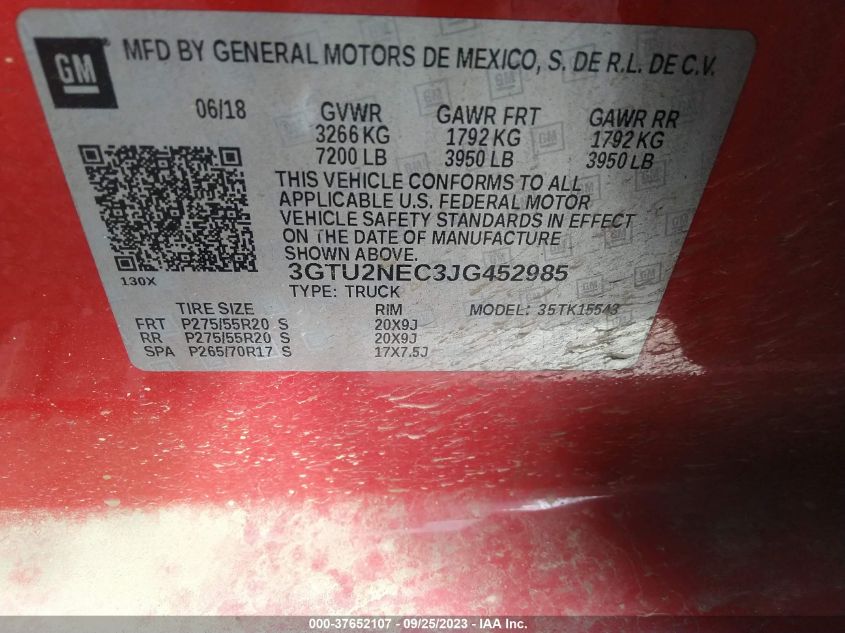 GM
MFD BY GENERAL MOTORS DE MEXICO, S. DE R.L. DE C.V.
06/18 GVWR GAWR FRT GAWR RR
3266 KG 1792 KG 1792 KG
7200 LB 3950 LB 3950 LB
THIS VEHICLE CONFORMS TO ALL
APPLICABLE U.S. FEDERAL MOTOR
VEHICLE SAFETY STANDARDS IN EFFECT
ON THE DATE OF MANUFACTURE
SHOWN ABOVE.
130X
3GTU2NEC3JG452985
TYPE: TRUCK
TIRE SIZE RIM MODEL: 35TK15543
FRT P275/55R20 S 20X9J
RR P275/55R20 S 20X9J
SPA P265/70R17 S 17X7.5J
000-37652107 - 09/25/2023 - IAA Inc.